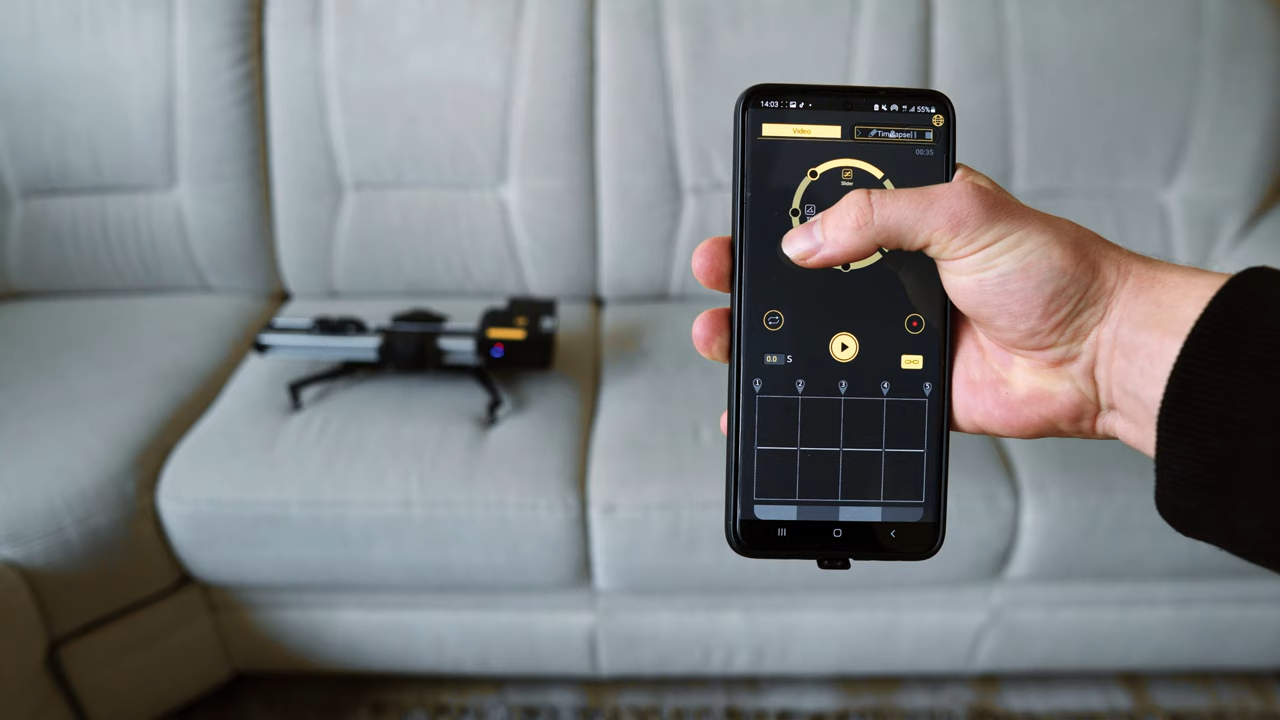 14:03 55%
Video Timelapse
00:35
Slider
0.0 S
1 2 3 4 5